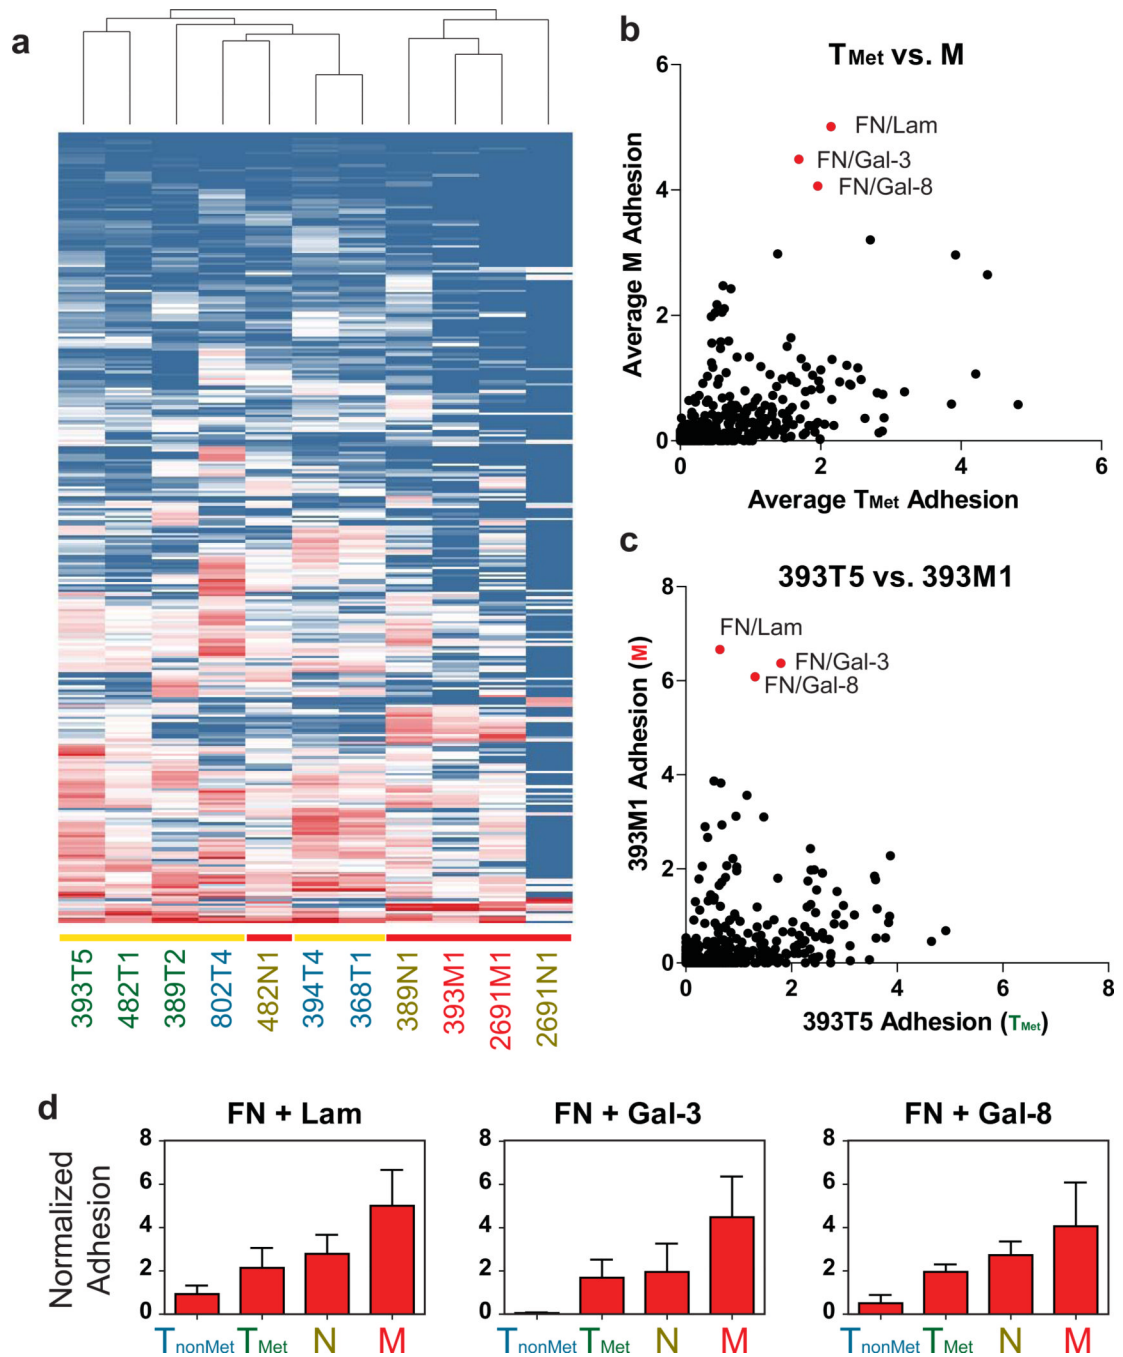 a
393T5
482T1
389T2
802T4
482N1
394T4
368T1
389N1
393M1
2691M1
2691N1
b
TMet vs. M
6
4
2
0
0 2 4 6
FN/Lam
FN/Gal-3
FN/Gal-8
Average M Adhesion
Average TMet Adhesion
c
393T5 vs. 393M1
8
6
4
2
0
0 2 4 6 8
FN/Lam
FN/Gal-3
FN/Gal-8
393M1 Adhesion (M)
393T5 Adhesion (TMet)
d
Normalized
Adhesion
FN + Lam
8
6
4
2
0
TnonMet TMet N M
FN + Gal-3
8
6
4
2
0
TnonMet TMet N M
FN + Gal-8
8
6
4
2
0
TnonMet TMet N M